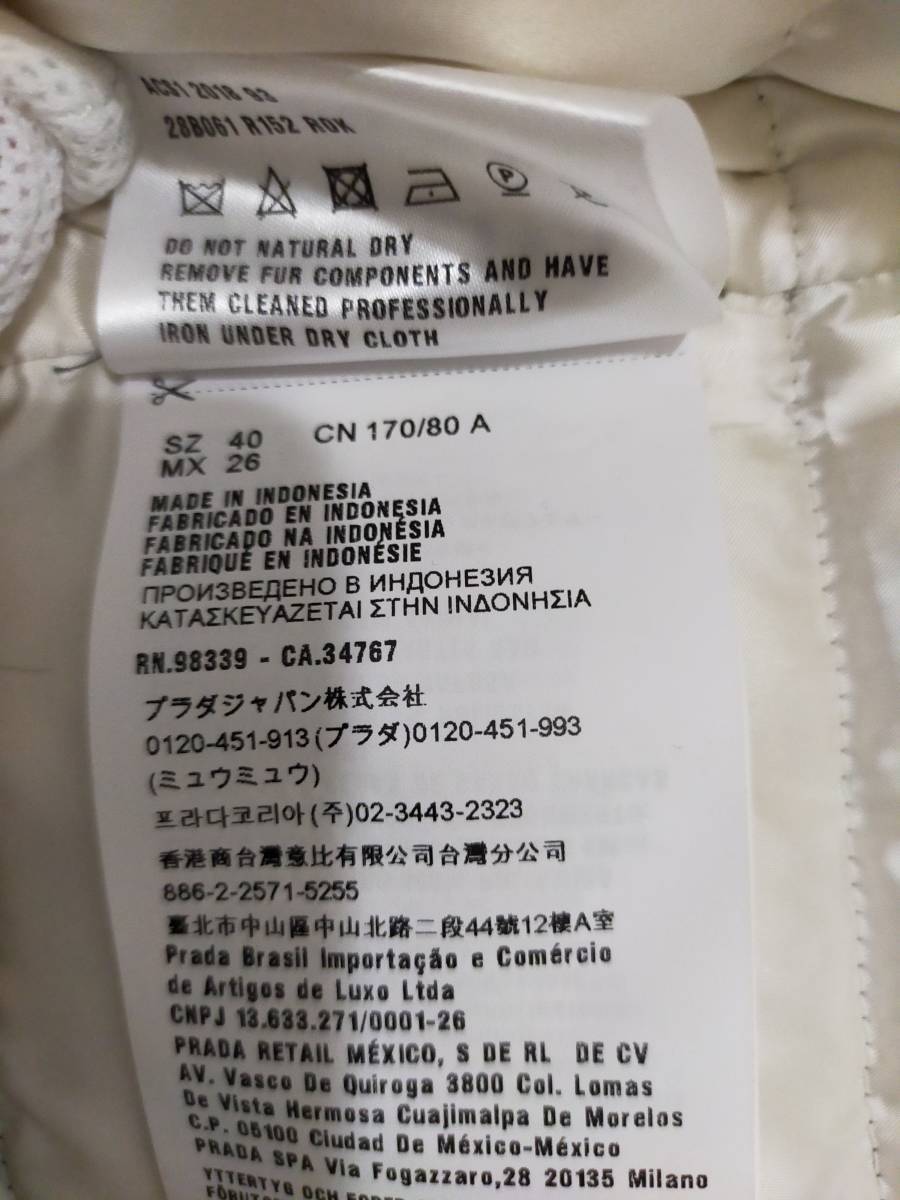 ACS1 2018 93
28B061 R152 ROK
P
DO NOT NATURAL DRY
REMOVE FUR COMPONENTS AND HAVE
THEM CLEANED PROFESSIONALLY
IRON UNDER DRY CLOTH
SZ 40 CN 170/80 A
MX 26
MADE IN INDONESIA
FABRICADO EN INDONESIA
FABRICADO NA INDONÉSIA
FABRIQUÉ EN INDONÉSIE
ПРОИЗВЕДЕНО В ИНДОНЕЗИЯ
ΚΑΤΑΣΚΕΥΑΖΕΤΑΙ ΣΤΗΝ ΙΝΔΟΝΗΣΙΑ
RN.98339 - CA.34767
プラダジャパン株式会社
0120-451-913(プラダ)0120-451-993
(ミュウミュウ)
프라다코리아(주)02-3443-2323
香港商台灣意比有限公司台灣分公司
886-2-2571-5255
臺北市中山區中山北路二段44號12樓A室
Prada Brasil Importação e Comércio
de Artigos de Luxo Ltda
CNPJ 13.633.271/0001-26
PRADA RETAIL MÉXICO, S DE RL DE CV
AV. Vasco De Quiroga 3800 Col. Lomas
De Vista Hermosa Cuajimalpa De Morelos
C.P. 05100 Ciudad De México-México
PRADA SPA Via Fogazzaro,28 20135 Milano
YTTERTYG OCH